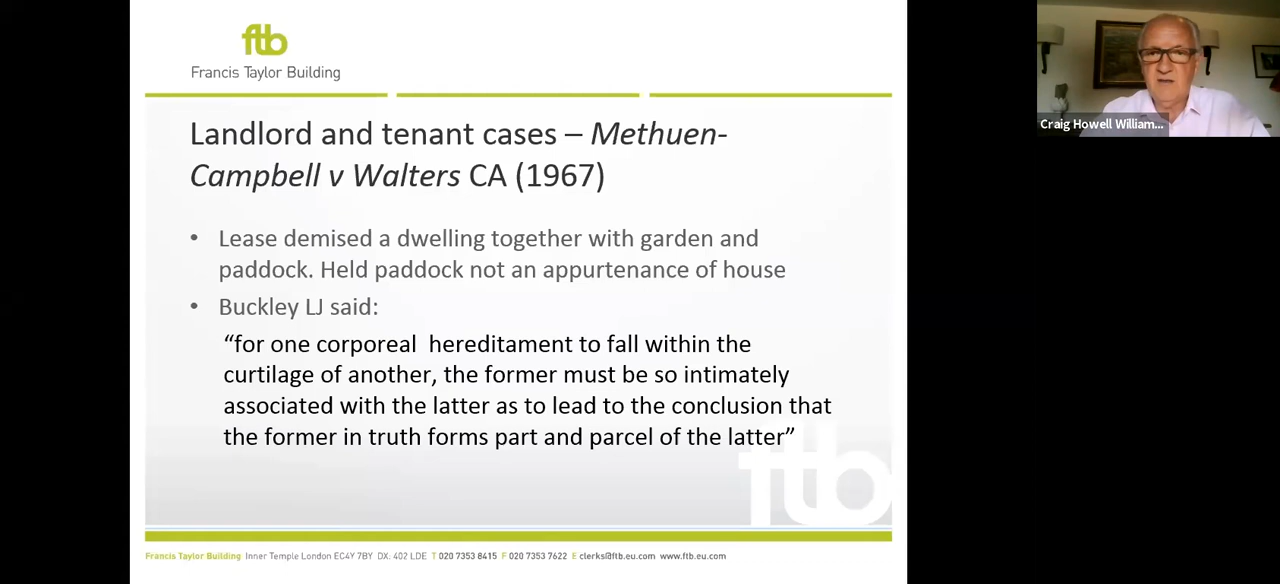 ftb
Francis Taylor Building
Landlord and tenant cases – Methuen-
Campbell v Walters CA (1967)
• Lease demised a dwelling together with garden and
paddock. Held paddock not an appurtenance of house
• Buckley LJ said:
“for one corporeal hereditament to fall within the
curtilage of another, the former must be so intimately
associated with the latter as to lead to the conclusion that
the former in truth forms part and parcel of the latter”
ftb
Francis Taylor Building Inner Temple London EC4Y 7BY DX: 402 LDE T 020 7353 8415 F 020 7353 7622 E clerks@ftb.eu.com www.ftb.eu.com
Craig Howell William...